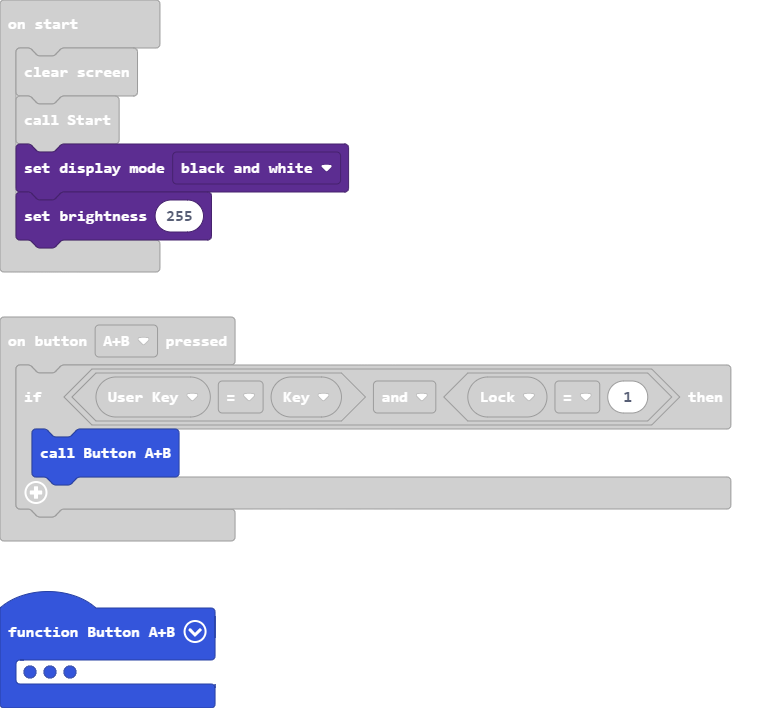 on start
clear screen
call Start
set display mode black and white
set brightness 255
on button A+B pressed
if User Key = Key and Lock = 1 then
call Button A+B
function Button A+B